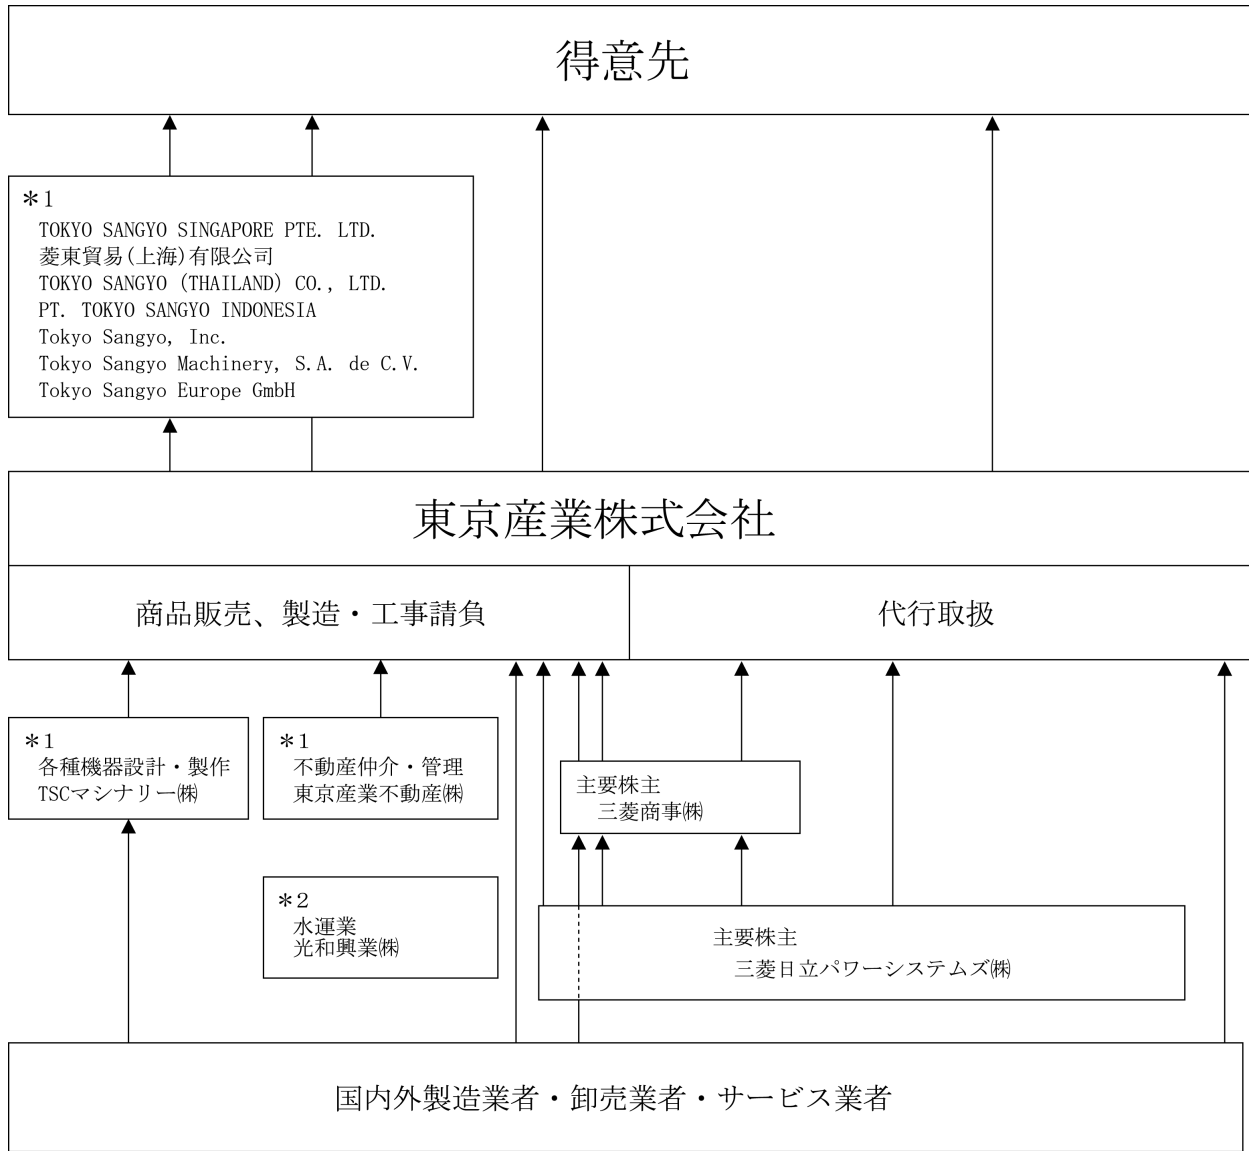 得意先
＊1
TOKYO SANGYO SINGAPORE PTE. LTD.
菱東貿易(上海)有限公司
TOKYO SANGYO (THAILAND) CO., LTD.
PT. TOKYO SANGYO INDONESIA
Tokyo Sangyo, Inc.
Tokyo Sangyo Machinery, S.A. de C.V.
Tokyo Sangyo Europe GmbH
東京産業株式会社
商品販売、製造・工事請負
代行取扱
＊1
各種機器設計・製作
TSCマシナリー㈱
＊1
不動産仲介・管理
東京産業不動産㈱
主要株主
三菱商事㈱
＊2
水運業
光和興業㈱
主要株主
三菱日立パワーシステムズ㈱
国内外製造業者・卸売業者・サービス業者